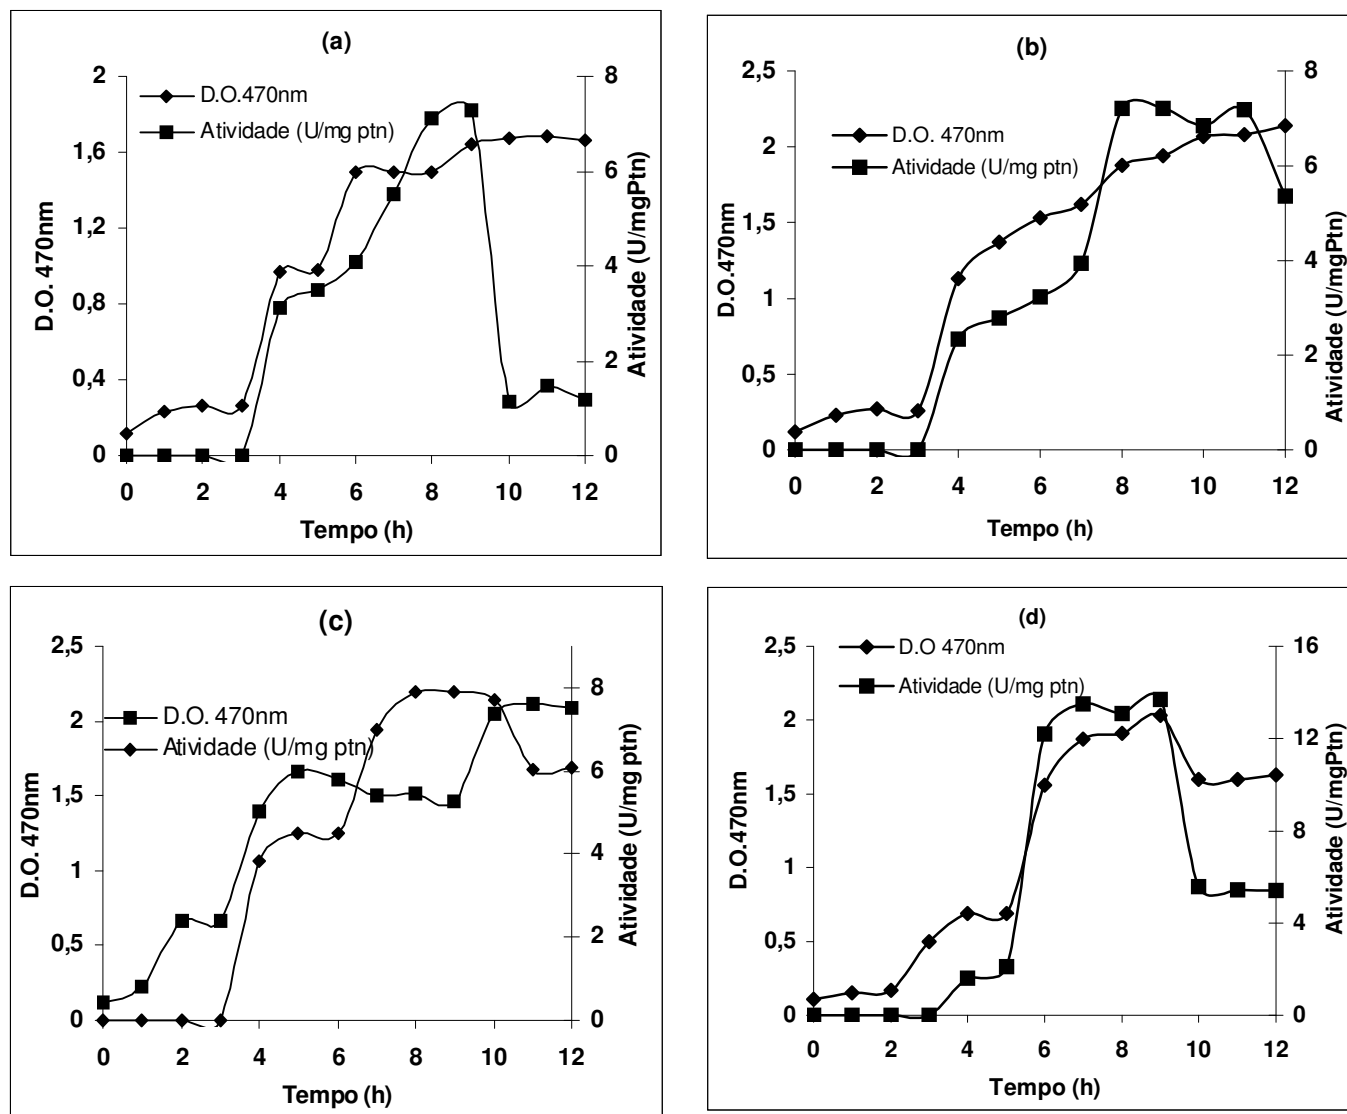 (a)
2
1,6
1,2
0,8
0,4
0
D.O. 470nm
D.O.470nm
Atividade (U/mg ptn)
8
6
4
2
0
Atividade (U/mgPtn)
0 2 4 6 8 10 12
Tempo (h)
(b)
2,5
2
1,5
1
0,5
0
D.O.470nm
D.O. 470nm
Atividade (U/mg ptn)
8
6
4
2
0
Atividade (U/mgPtn)
0 2 4 6 8 10 12
Tempo (h)
(c)
2,5
2
1,5
1
0,5
0
D.O. 470nm
D.O. 470nm
Atividade (U/mg ptn)
8
6
4
2
0
Atividade (U/mg ptn)
0 2 4 6 8 10 12
Tempo (h)
(d)
2,5
2
1,5
1
0,5
0
D.O.470nm
D.O 470nm
Atividade (U/mg ptn)
16
12
8
4
0
Atividade (U/mgPtn)
0 2 4 6 8 10 12
Tempo (h)